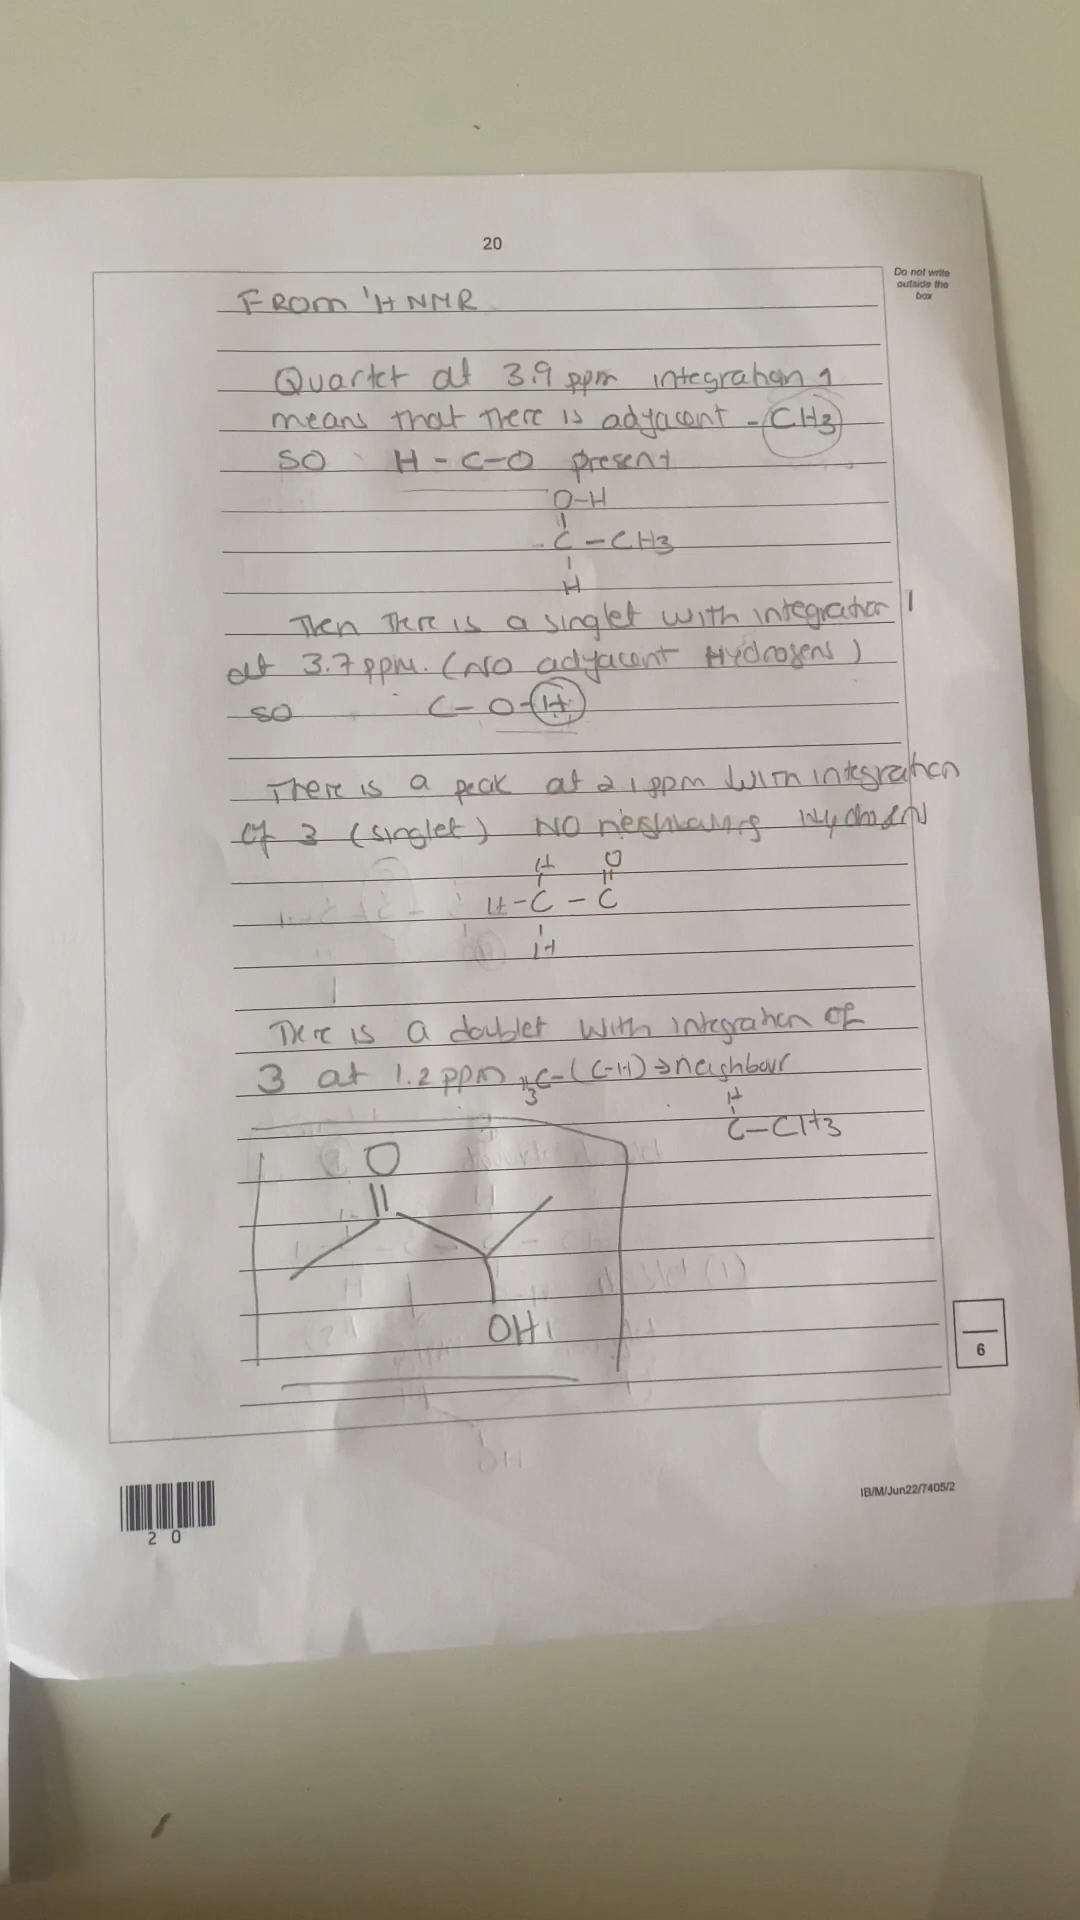 20
Do not write
outside the
box
FROM ¹H NMR
Quartet at 3.9 ppm integration 1
means that there is adjacent - CH3
SO H - C - O present
O-H
- C - CH3
H
Then there is a singlet with integration 1
at 3.7 ppm. (NO adjacent Hydrogens)
SO C - O - H
There is a peak at 2.1 ppm with integration
of 3 (singlet) NO neighbouring Hydrogens
H O
H - C - C
H
There is a doublet with integration of
3 at 1.2 ppm H3C-(C-H) → neighbour
H
C - CH3
O
OH
6
20
IB/M/Jun22/7405/2